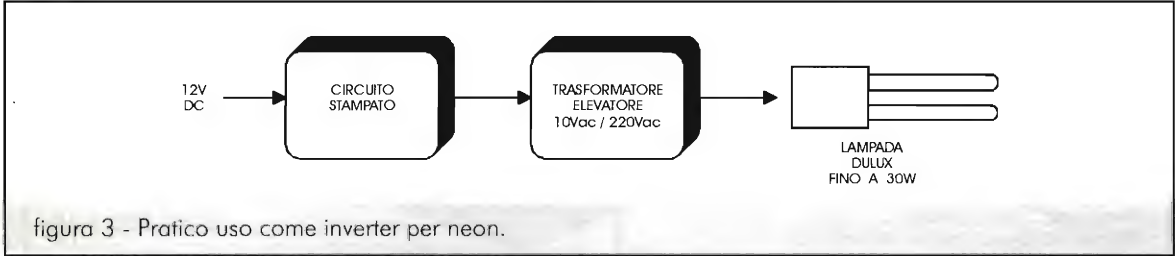 12V
DC
CIRCUITO
STAMPATO
TRASFORMATORE
ELEVATORE
10Vac / 220Vac
LAMPADA
DULUX
FINO A 30W
figura 3 - Pratico uso come inverter per neon.